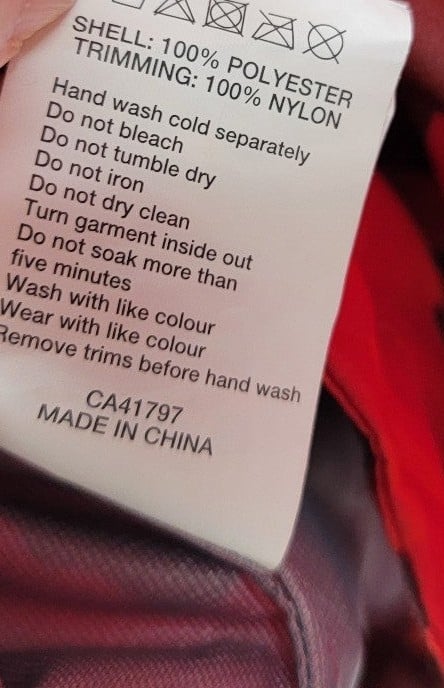 SHELL: 100% POLYESTER
TRIMMING: 100% NYLON
Hand wash cold separately
Do not bleach
Do not tumble dry
Do not iron
Do not dry clean
Turn garment inside out
Do not soak more than
five minutes
Wash with like colour
Wear with like colour
Remove trims before hand wash
CA41797
MADE IN CHINA